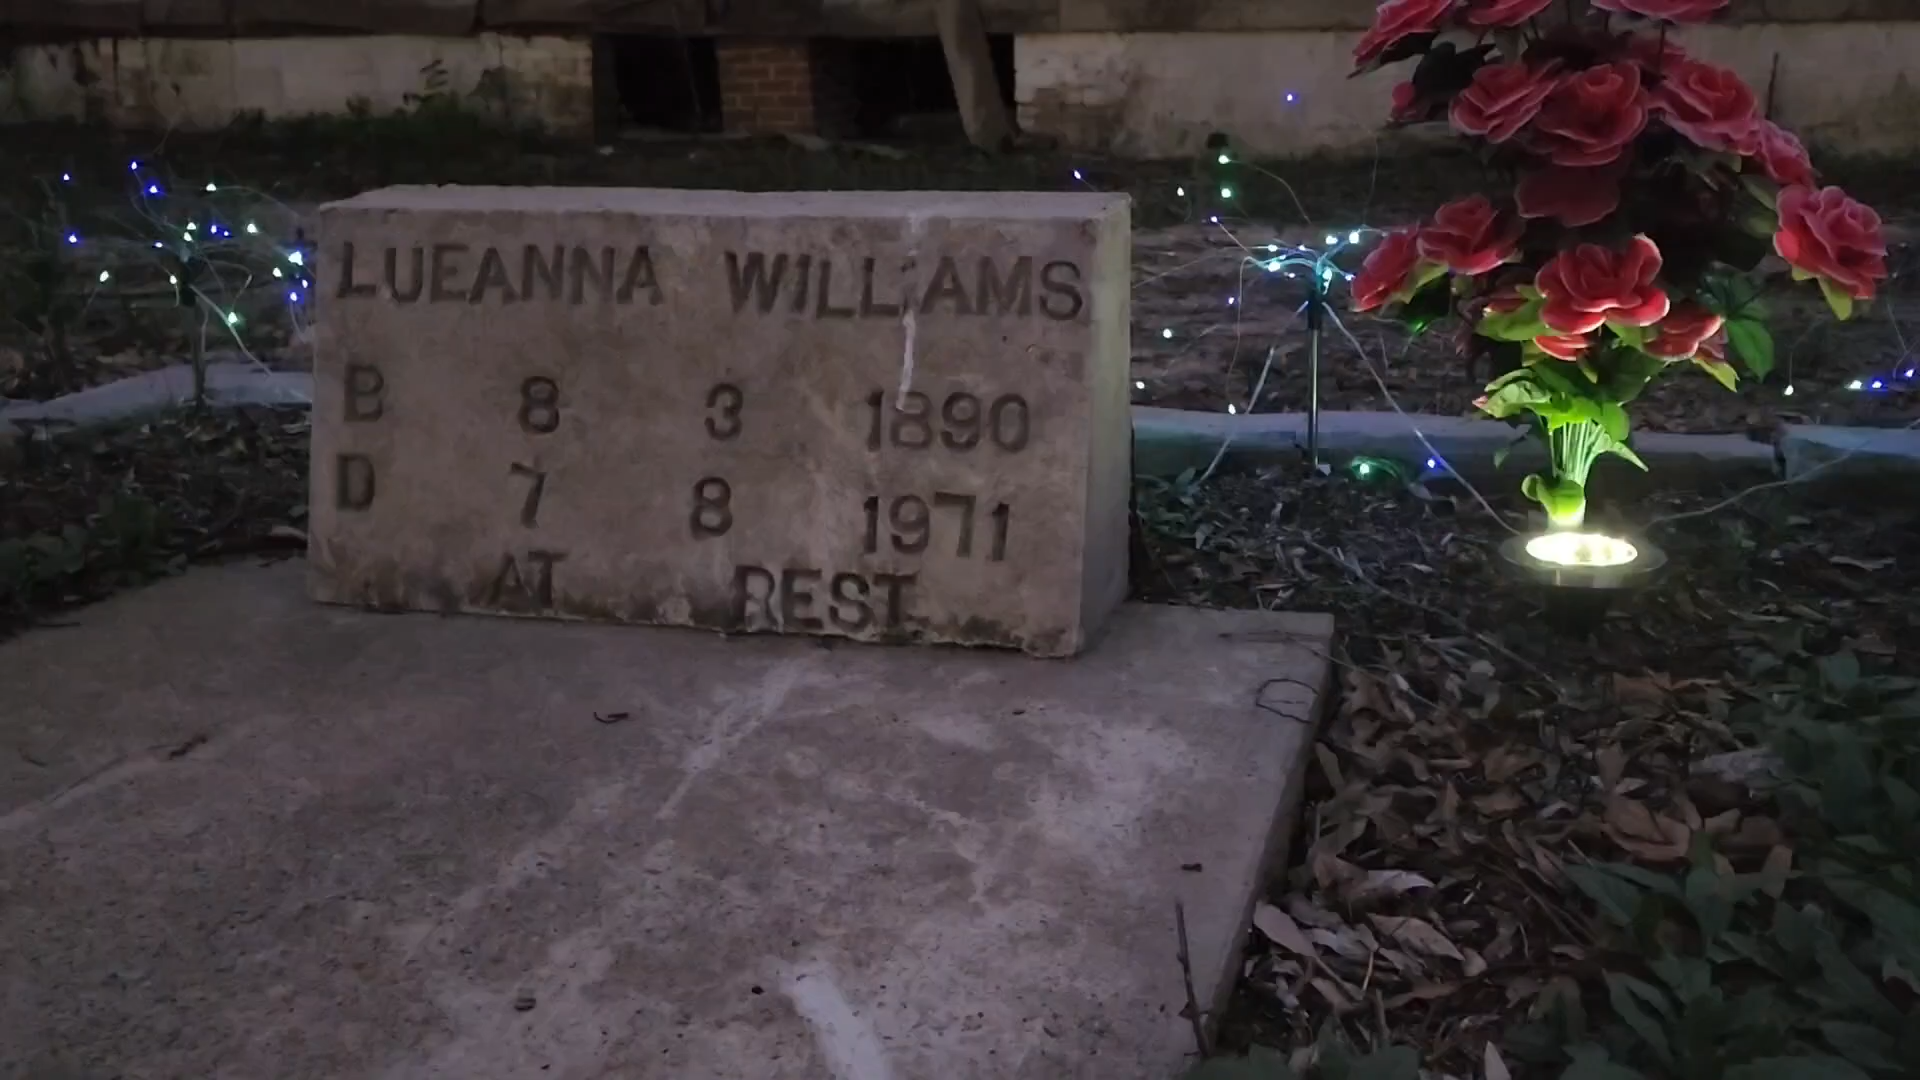 LUEANNA WILLIAMS
B 8 3 1890
D 7 8 1971
AT REST